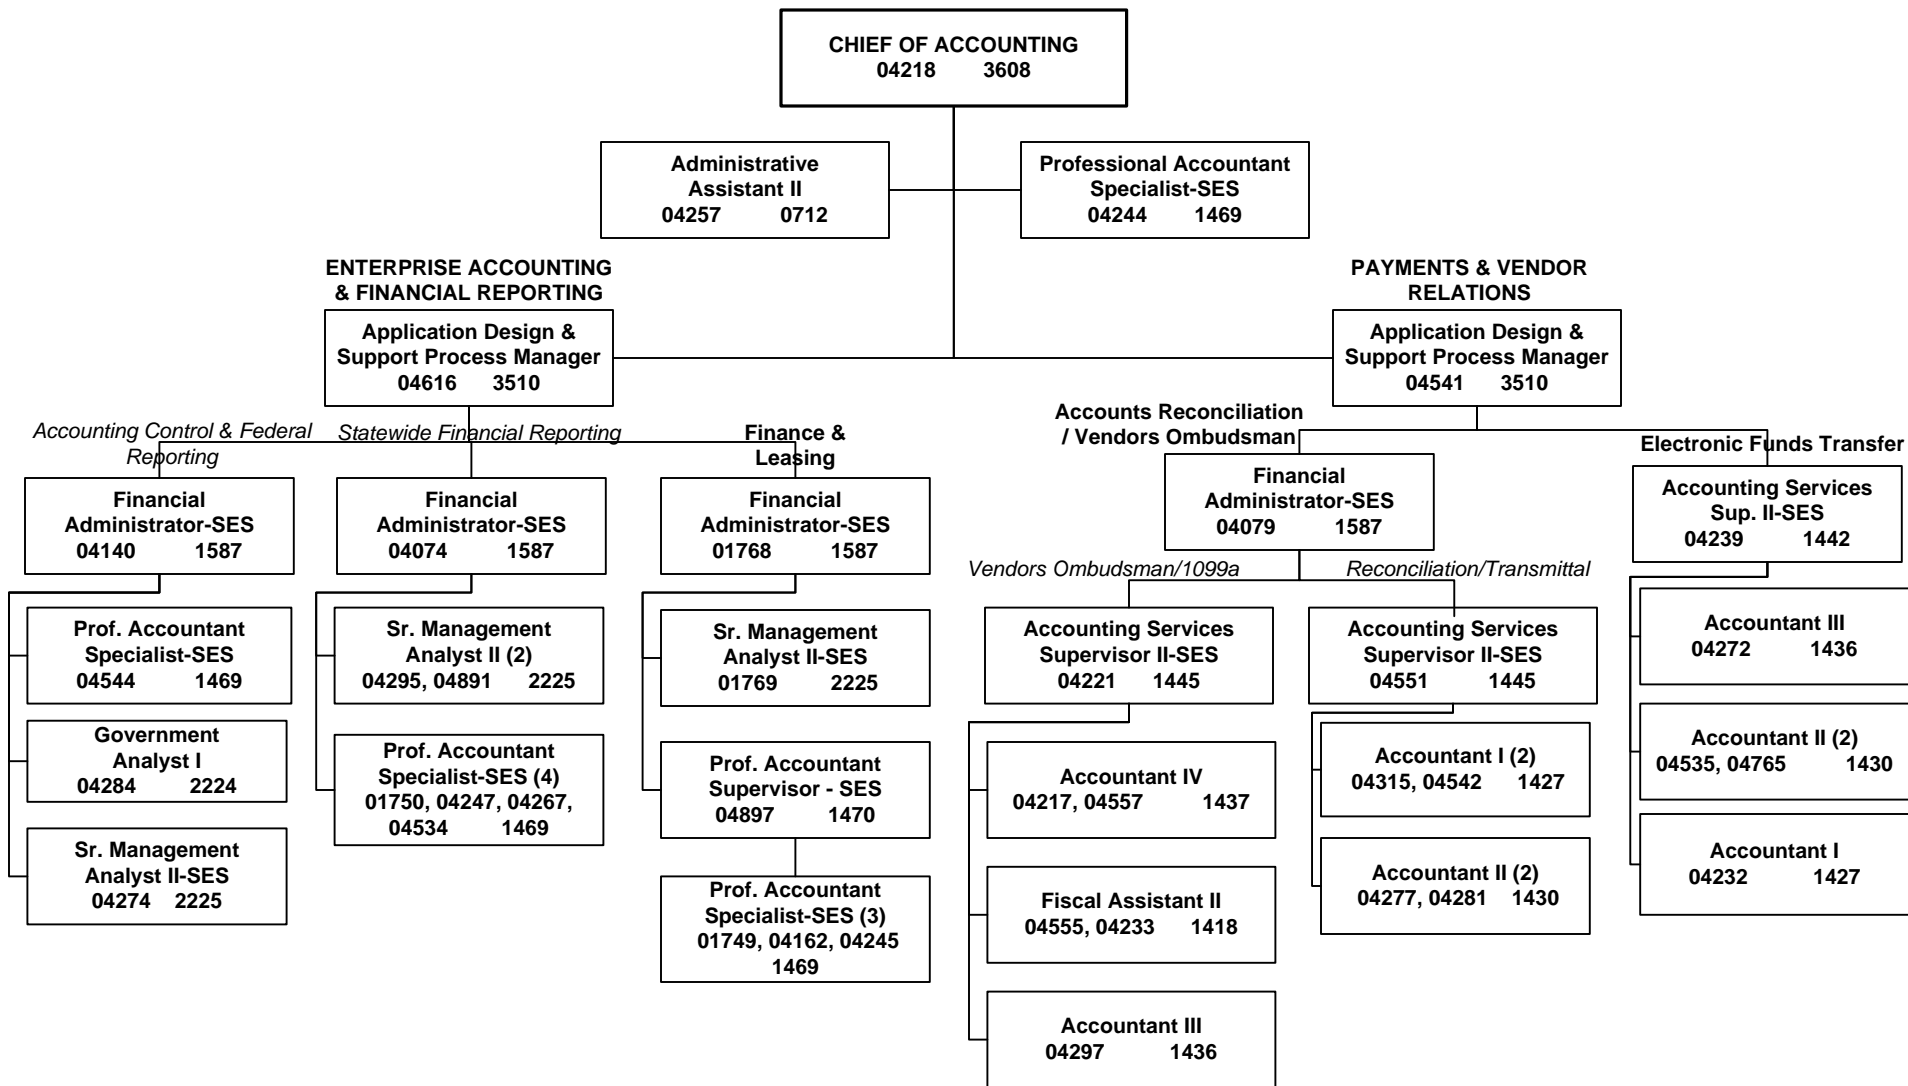 CHIEF OF ACCOUNTING
04218 3608
Administrative
Assistant II
04257 0712
Professional Accountant
Specialist-SES
04244 1469
ENTERPRISE ACCOUNTING
& FINANCIAL REPORTING
Application Design &
Support Process Manager
04616 3510
PAYMENTS & VENDOR
RELATIONS
Application Design &
Support Process Manager
04541 3510
Accounting Control & Federal
Reporting
Financial
Administrator-SES
04140 1587
Prof. Accountant
Specialist-SES
04544 1469
Government
Analyst I
04284 2224
Sr. Management
Analyst II-SES
04274 2225
Statewide Financial Reporting
Financial
Administrator-SES
04074 1587
Sr. Management
Analyst II (2)
04295, 04891 2225
Prof. Accountant
Specialist-SES (4)
01750, 04247, 04267,
04534 1469
Finance &
Leasing
Financial
Administrator-SES
01768 1587
Sr. Management
Analyst II-SES
01769 2225
Prof. Accountant
Supervisor - SES
04897 1470
Prof. Accountant
Specialist-SES (3)
01749, 04162, 04245
1469
Accounts Reconciliation
/ Vendors Ombudsman
Financial
Administrator-SES
04079 1587
Vendors Ombudsman/1099a
Accounting Services
Supervisor II-SES
04221 1445
Accountant IV
04217, 04557 1437
Fiscal Assistant II
04555, 04233 1418
Accountant III
04297 1436
Reconciliation/Transmittal
Accounting Services
Supervisor II-SES
04551 1445
Accountant I (2)
04315, 04542 1427
Accountant II (2)
04277, 04281 1430
Electronic Funds Transfer
Accounting Services
Sup. II-SES
04239 1442
Accountant III
04272 1436
Accountant II (2)
04535, 04765 1430
Accountant I
04232 1427